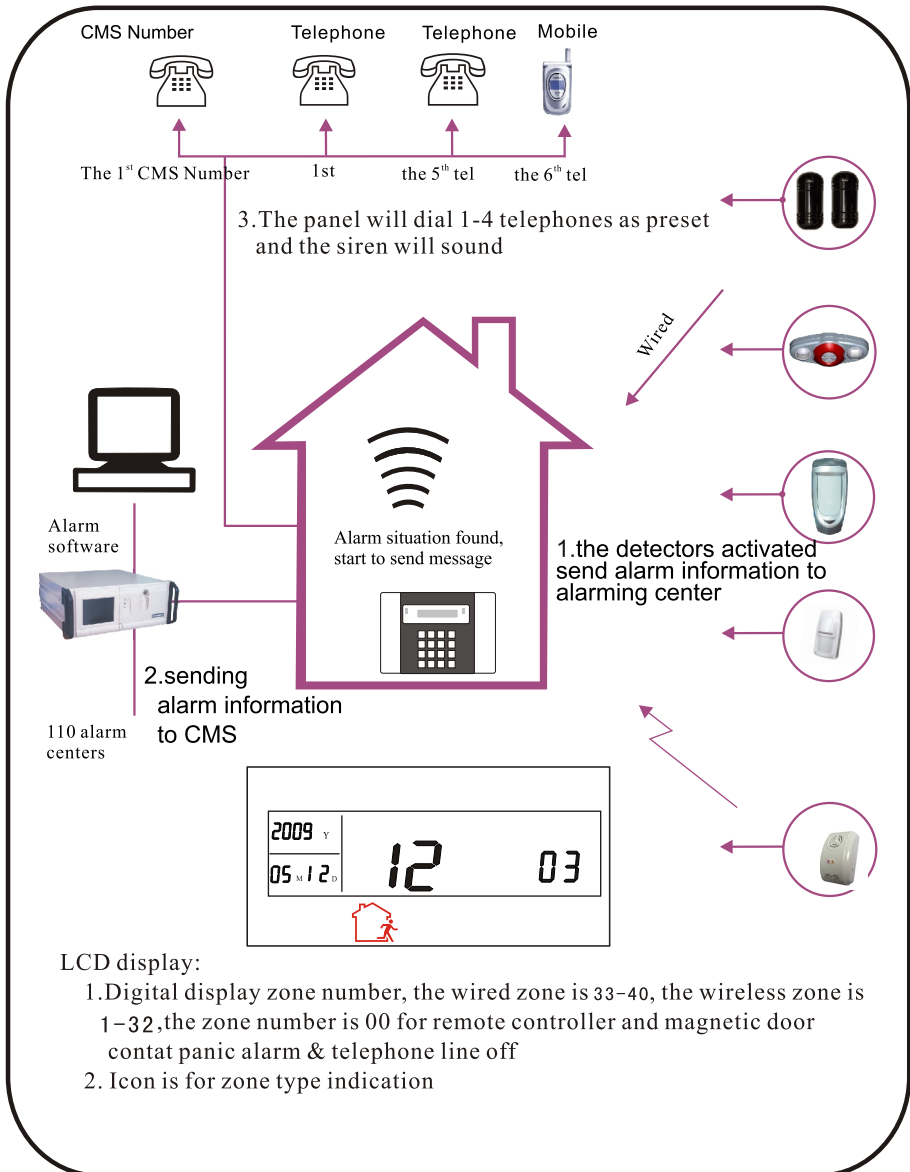 CMS Number Telephone Telephone Mobile
The 1st CMS Number 1st the 5th tel the 6th tel
3.The panel will dial 1-4 telephones as preset
and the siren will sound
Wired
Alarm situation found,
start to send message
1.the detectors activated
send alarm information to
alarming center
Alarm
software
2.sending
alarm information
to CMS
110 alarm
centers
2009 Y
05 M 12 D
12 03
LCD display:
1.Digital display zone number, the wired zone is 33-40, the wireless zone is
1-32,the zone number is 00 for remote controller and magnetic door
contat panic alarm & telephone line off
2. Icon is for zone type indication